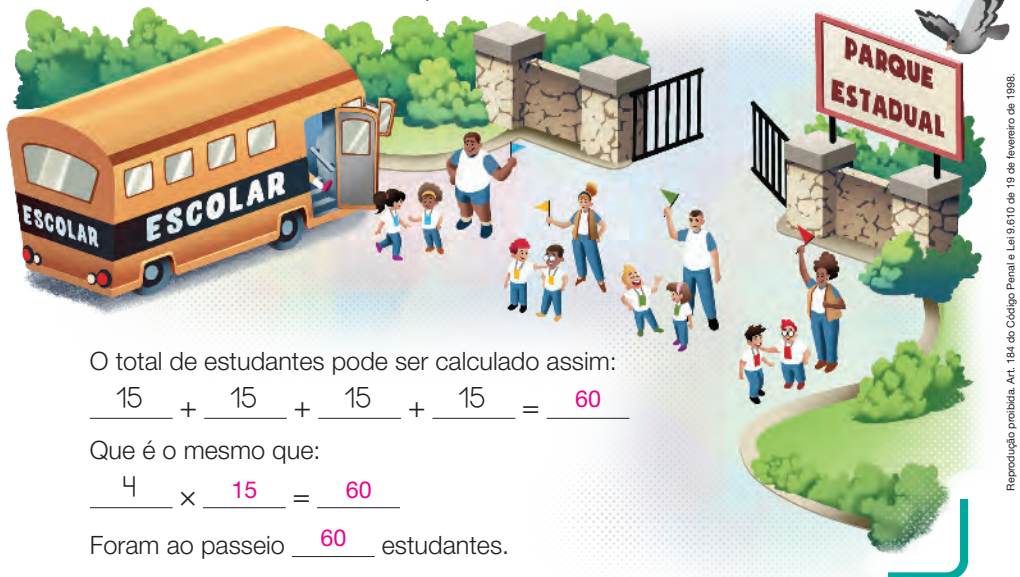 PARQUE
ESTADUAL
ESCOLAR
ESCOLAR
O total de estudantes pode ser calculado assim:
15 + 15 + 15 + 15 = 60
Que é o mesmo que:
4 × 15 = 60
Foram ao passeio 60 estudantes.
Reprodução proibida. Art. 184 do Código Penal e Lei 9.610 de 19 de fevereiro de 1998.